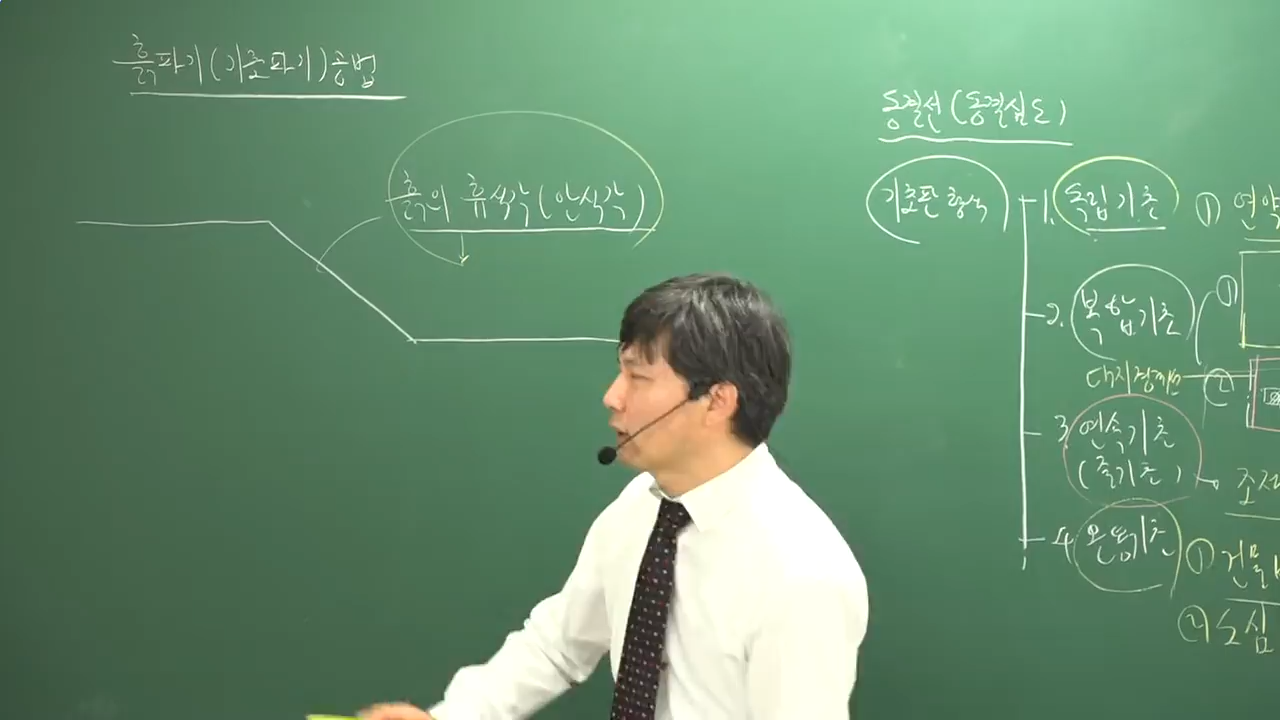 흙파기(기초파기)공법
흙의 휴식각(안식각)
동결선(동결심도)
기초판 형식
1. 독립기초
① 연약
2. 복합기초
①
대지경계선
②
3. 연속기초
(줄기초)
4. 온통기초
① 건물
② 도심